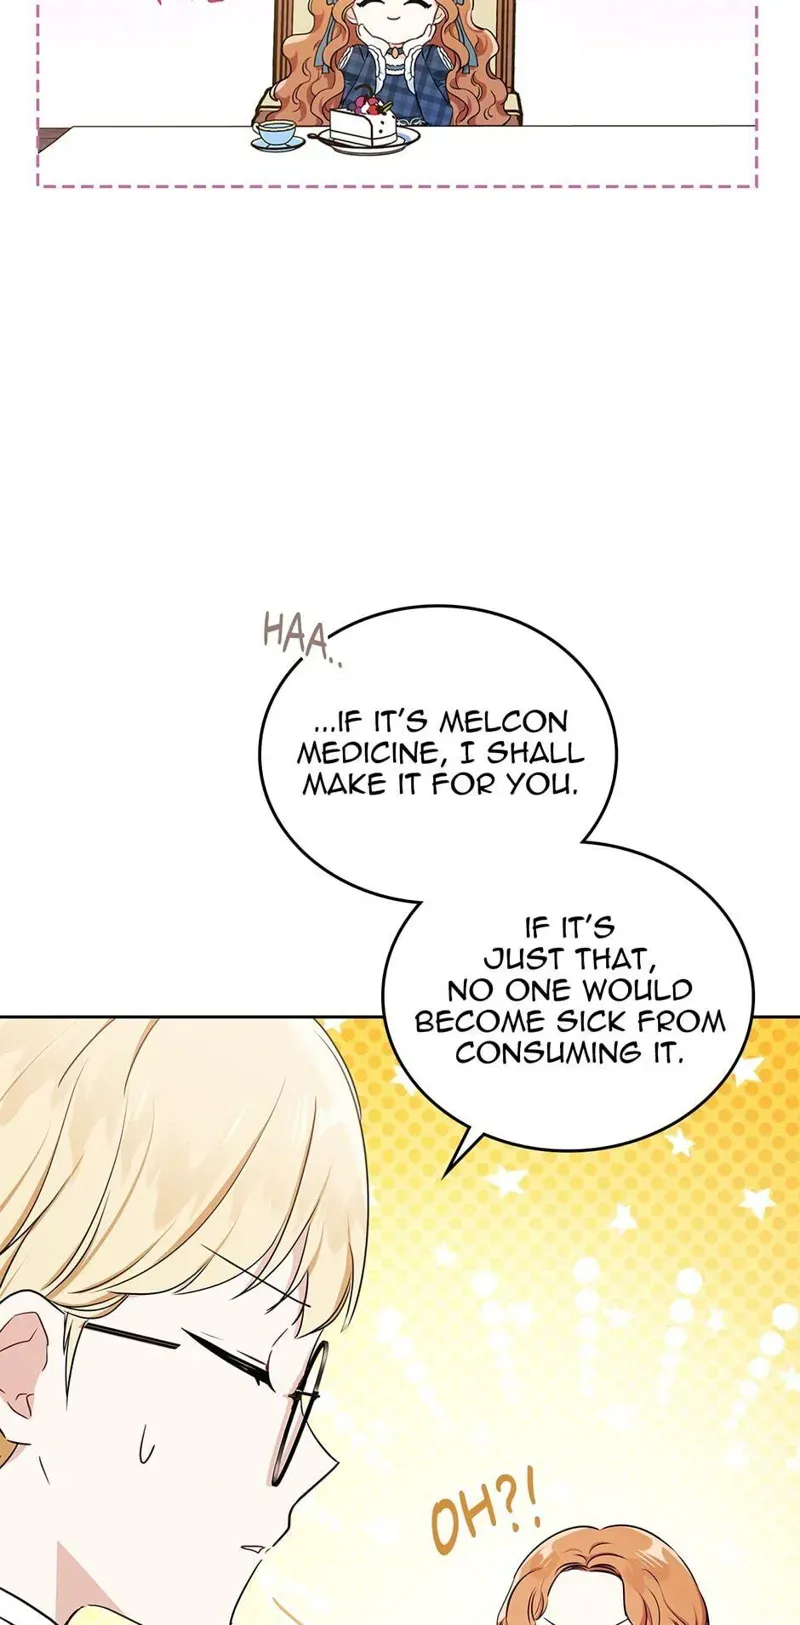 HAA..
...IF IT'S MELCON
MEDICINE, I SHALL
MAKE IT FOR YOU.
IF IT'S
JUST THAT,
NO ONE WOULD
BECOME SICK FROM
CONSUMING IT.
OH?!